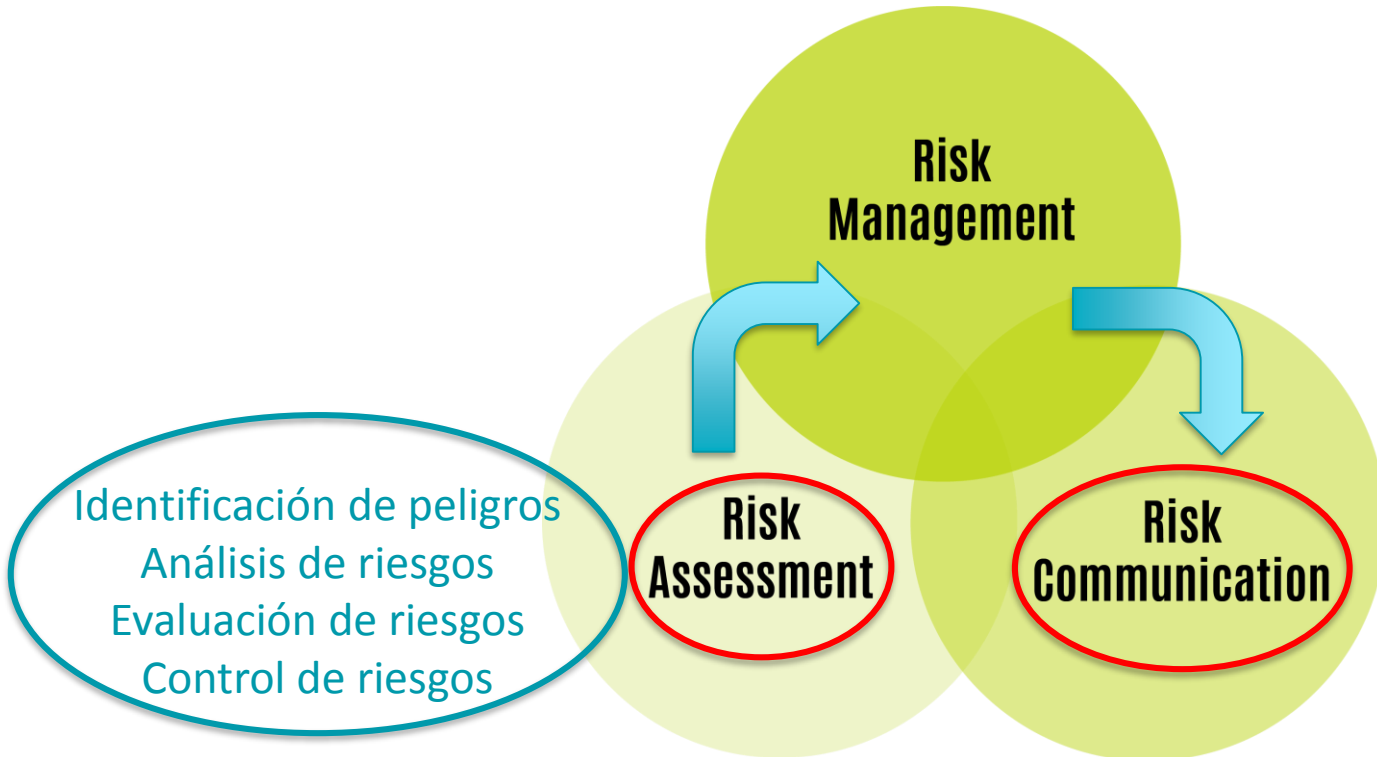 Risk
Management
Identificación de peligros
Análisis de riesgos
Evaluación de riesgos
Control de riesgos
Risk
Assessment
Risk
Communication